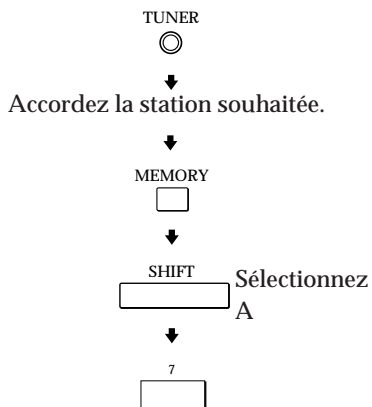 TUNER
Accordez la station souhaitée.
MEMORY
SHIFT
Sélectionnez
A
7